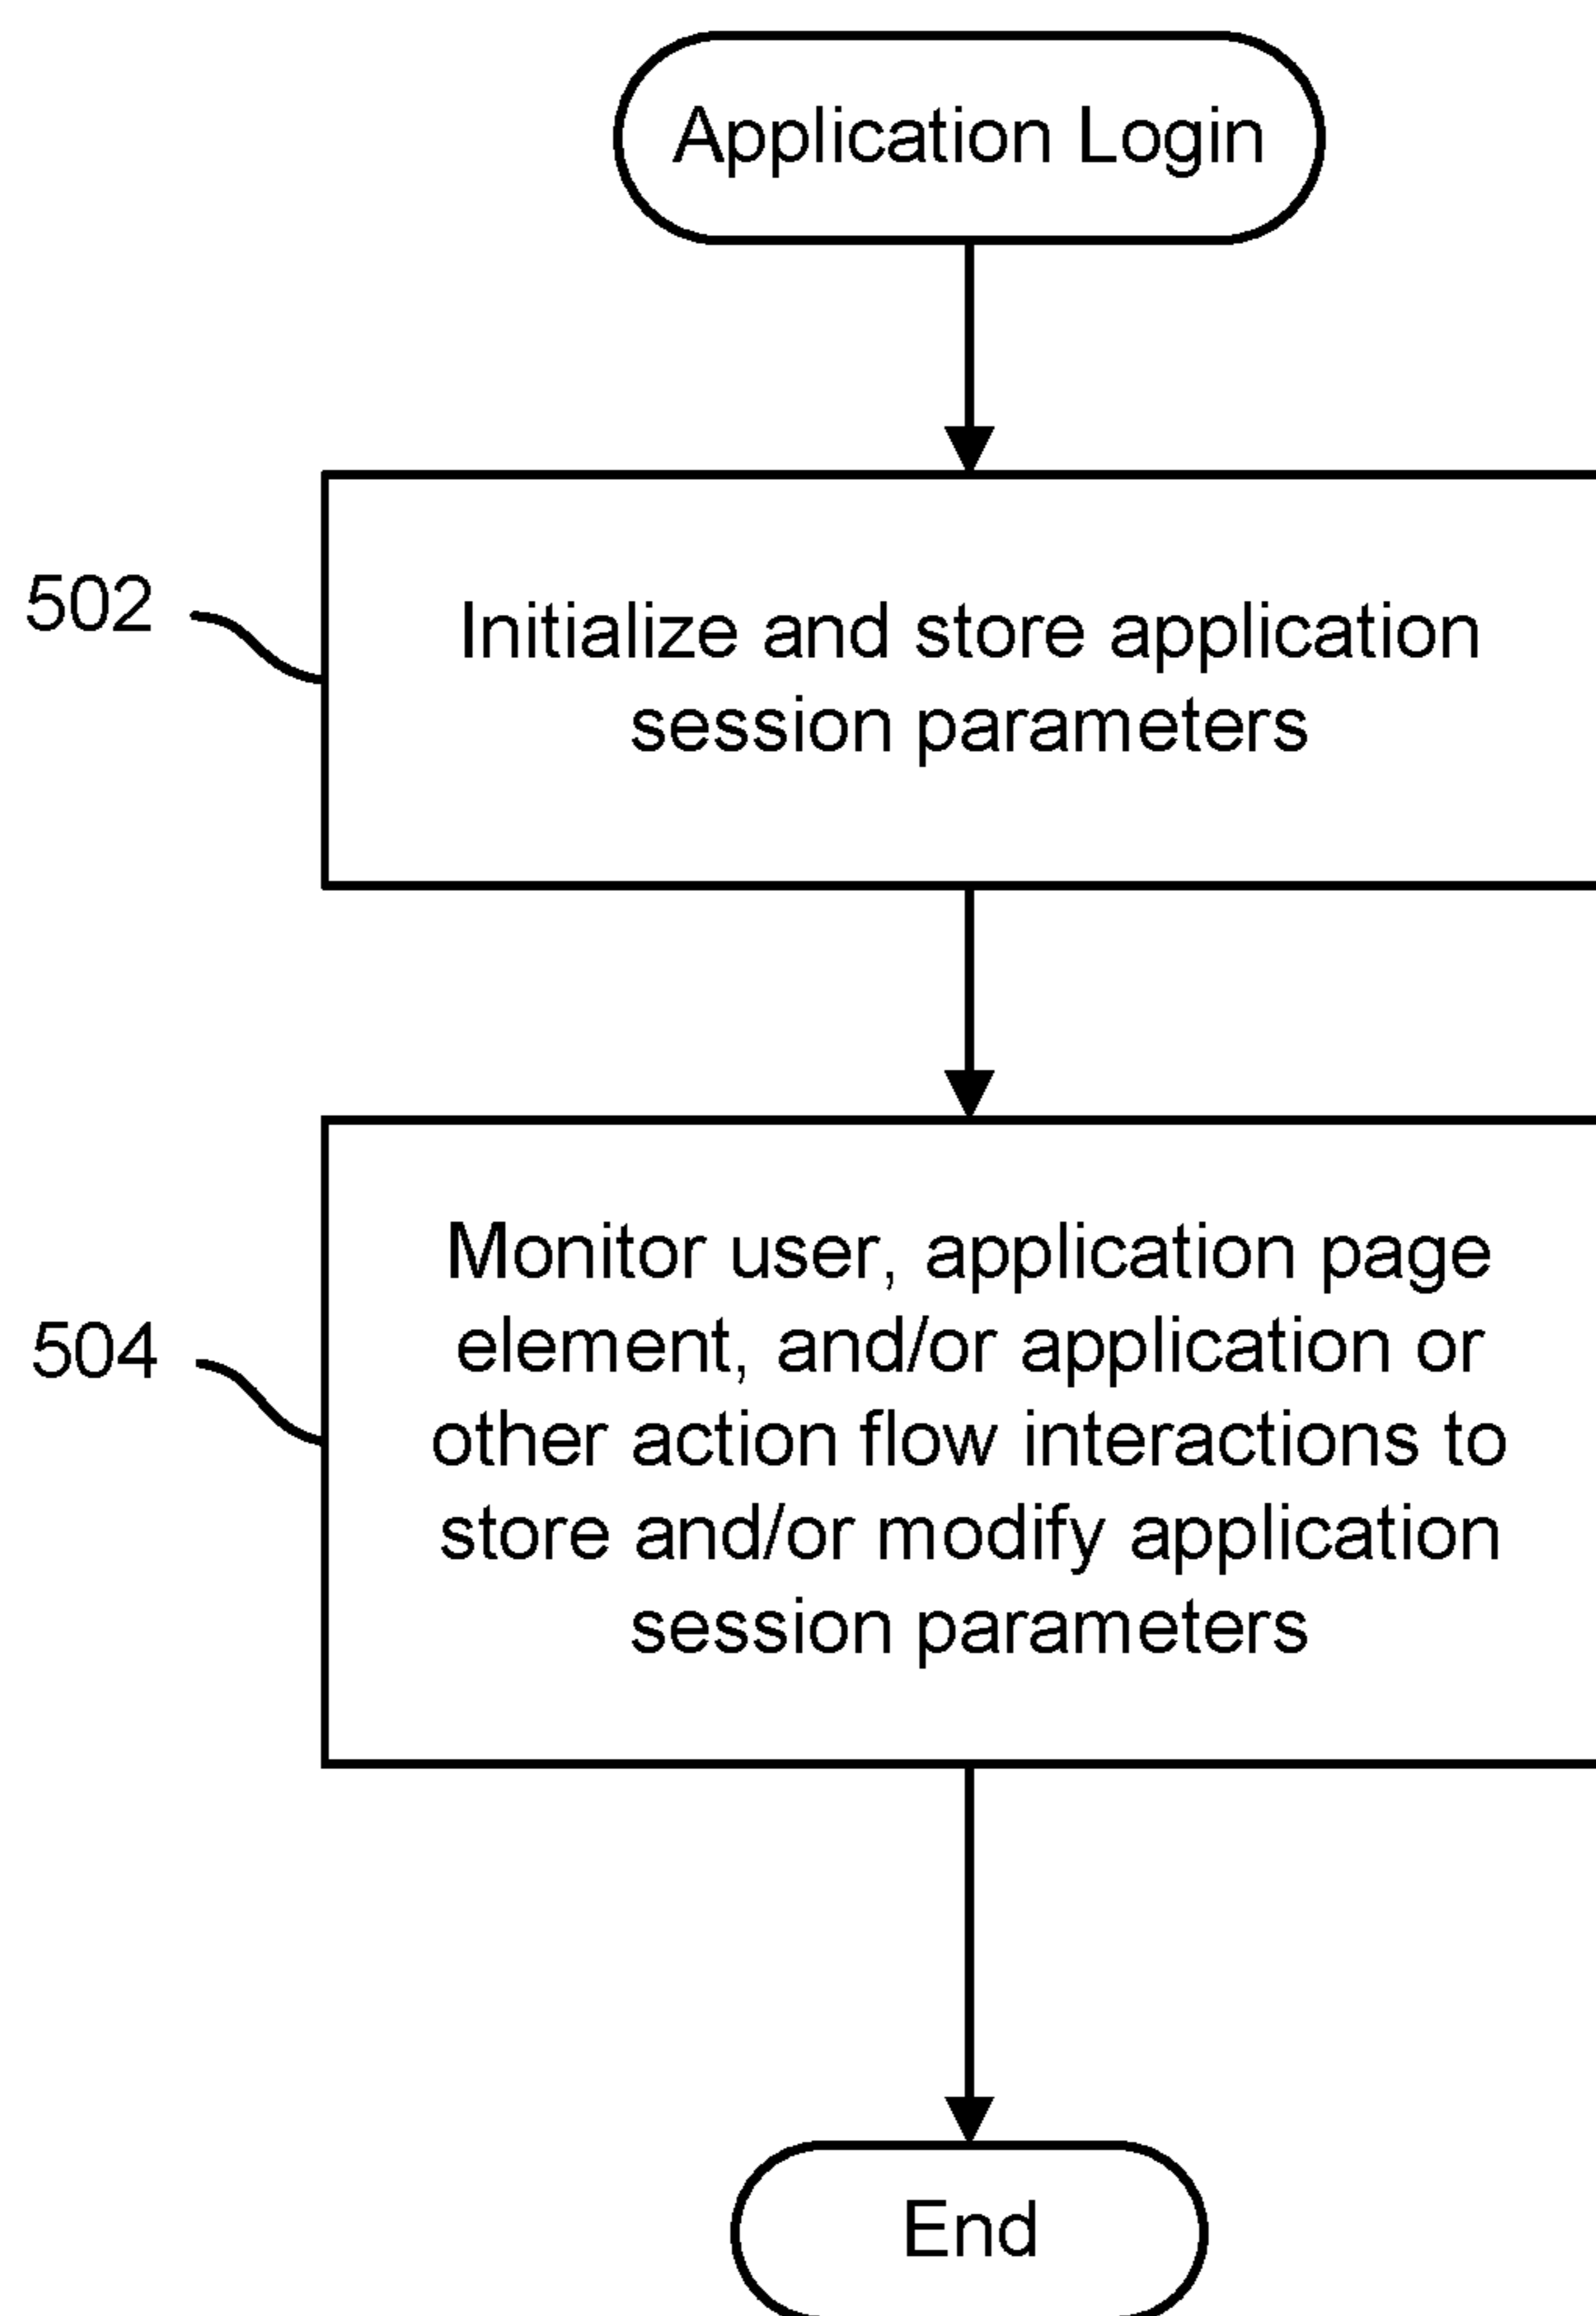 Application Login
502
Initialize and store application
session parameters
504
Monitor user, application page
element, and/or application or
other action flow interactions to
store and/or modify application
session parameters
End